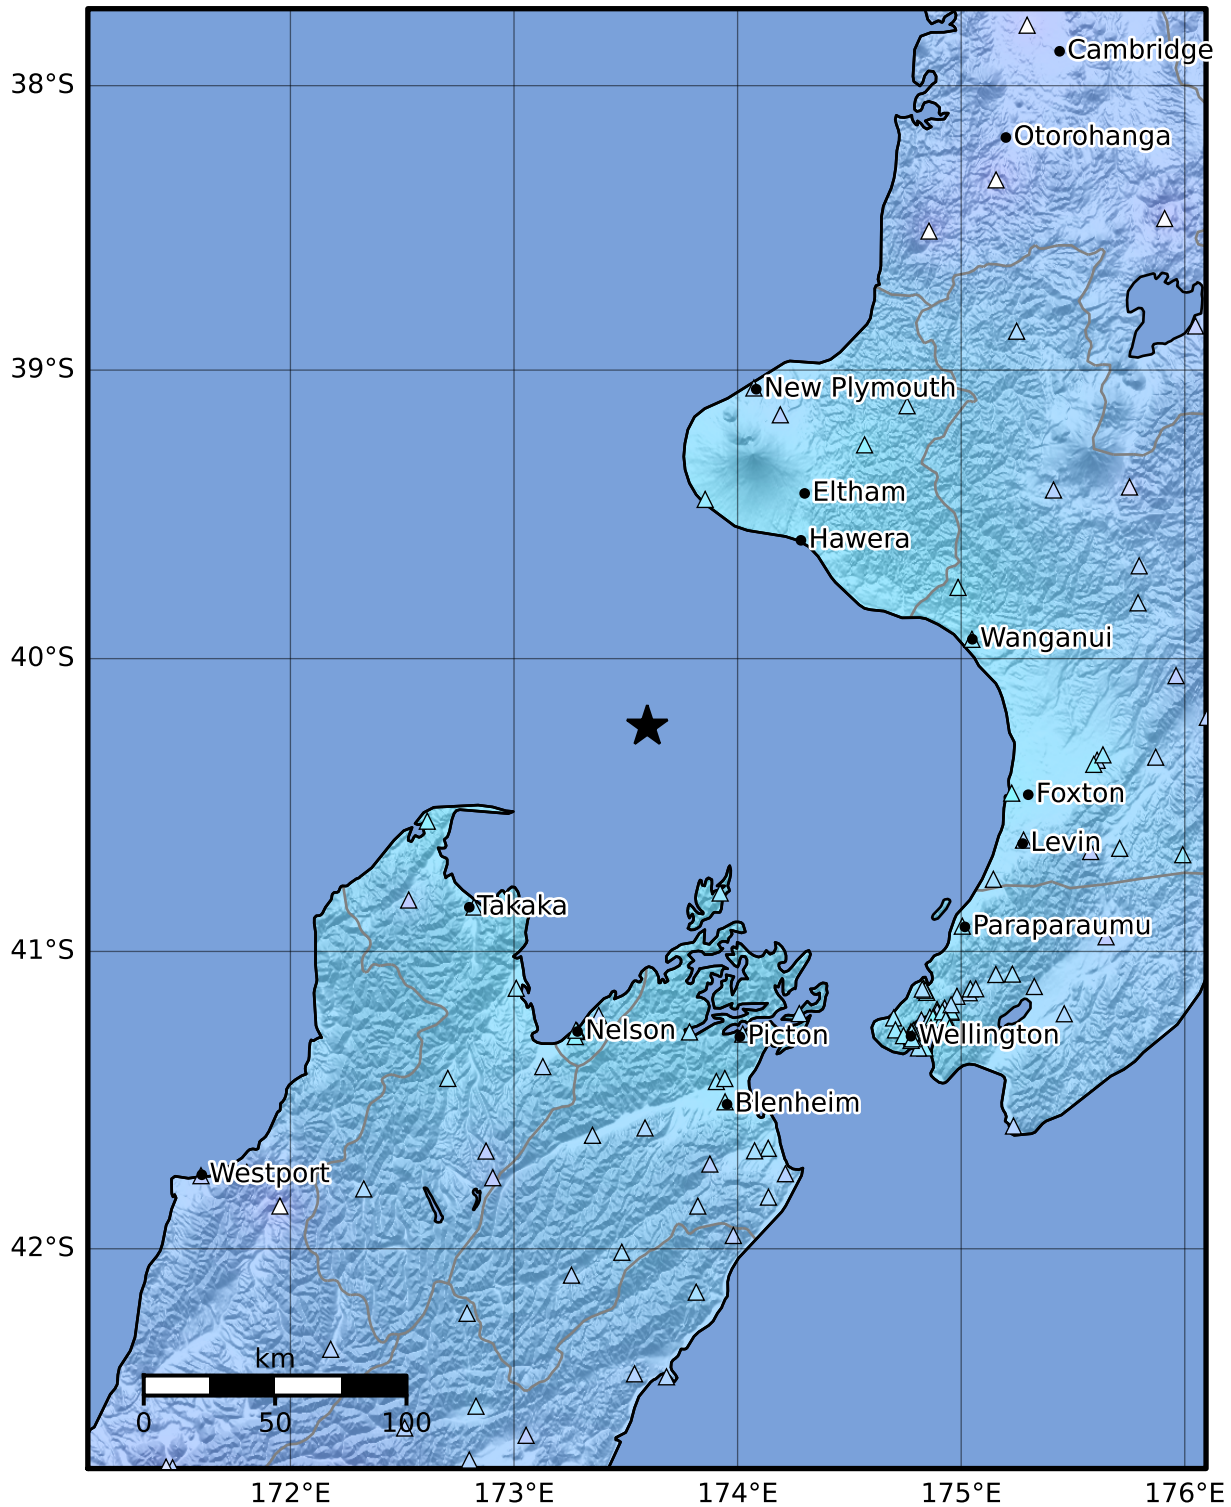 Cambridge
38°S
Otorohanga
39°S
New Plymouth
Eltham
Hawera
Wanganui
40°S
Foxton
Levin
Takaka
Paraparaumu
41°S
Nelson
Picton
Wellington
Blenheim
Westport
42°S
km
0 50 100
172°E 173°E 174°E 175°E 176°E